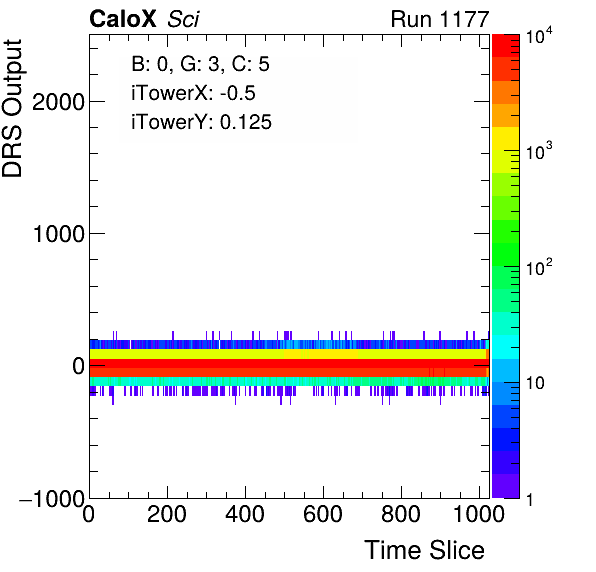 CaloX Sci Run 1177
B: 0, G: 3, C: 5
iTowerX: -0.5
iTowerY: 0.125
DRS Output
2000
1000
0
−1000
0 200 400 600 800 1000
Time Slice
10^4
10^3
10^2
10
1